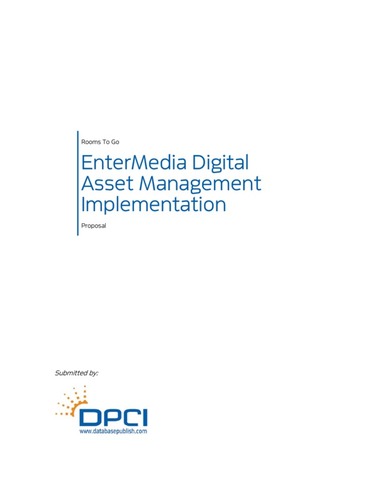 Rooms To Go
EnterMedia Digital
Asset Management
Implementation
Proposal
Submitted by:
DPCI
www.databasepublish.com